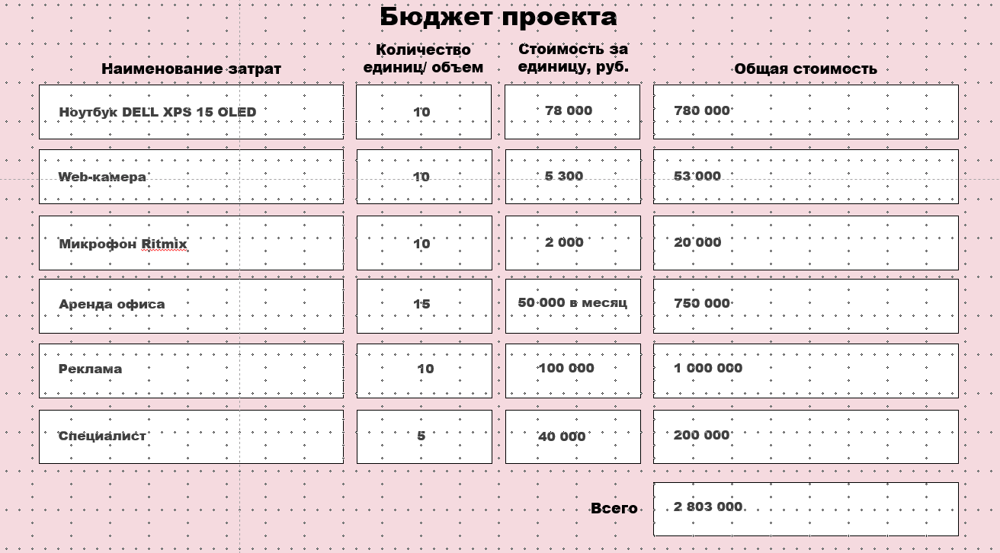 Бюджет проекта
Наименование затрат
Количество
единиц/ объем
Стоимость за
единицу, руб.
Общая стоимость
Ноутбук DELL XPS 15 OLED 10 78 000 780 000
Web-камера 10 5 300 53 000
Микрофон Ritmix 10 2 000 20 000
Аренда офиса 15 50 000 в месяц 750 000
Реклама 10 100 000 1 000 000
Специалист 5 40 000 200 000
Всего 2 803 000